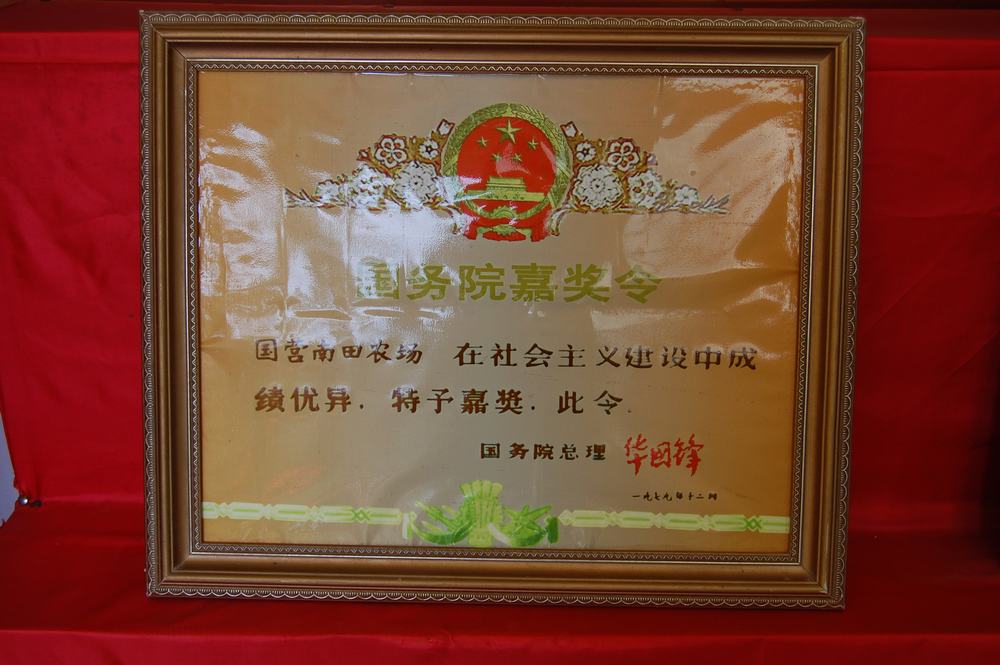 国务院嘉奖令
国营南田农场 在社会主义建设中成
绩优异．特予嘉奖．此令．
国务院总理 华国锋
一九七九年十二月